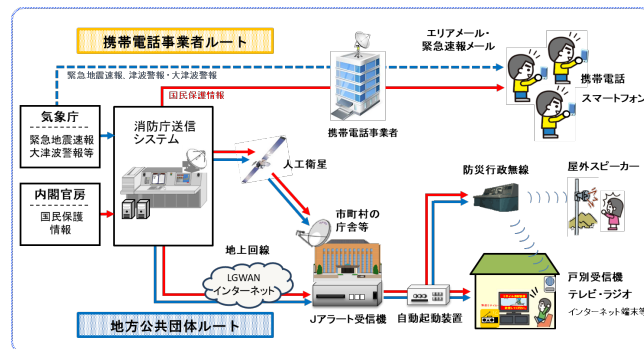 携帯電話事業者ルート
エリアメール・
緊急速報メール
緊急地震速報、津波警報・大津波警報
国民保護情報
携帯電話
スマートフォン
気象庁
緊急地震速報
大津波警報等
消防庁送信
システム
携帯電話事業者
人工衛星
内閣官房
国民保護
情報
防災行政無線
屋外スピーカー
市町村の
庁舎等
地上回線
LGWAN
インターネット
Jアラート受信機
自動起動装置
戸別受信機
テレビ・ラジオ
インターネット端末等
地方公共団体ルート